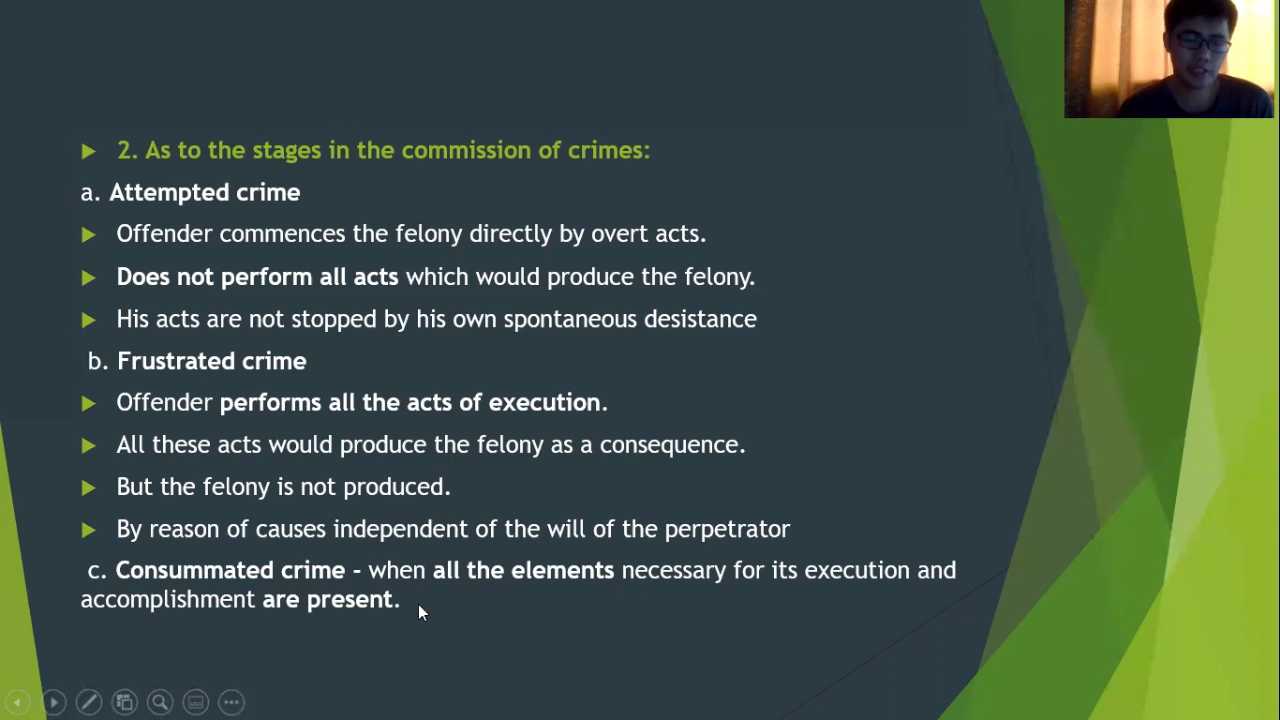 2. As to the stages in the commission of crimes:
a. Attempted crime
Offender commences the felony directly by overt acts.
Does not perform all acts which would produce the felony.
His acts are not stopped by his own spontaneous desistance
b. Frustrated crime
Offender performs all the acts of execution.
All these acts would produce the felony as a consequence.
But the felony is not produced.
By reason of causes independent of the will of the perpetrator
c. Consummated crime - when all the elements necessary for its execution and
accomplishment are present.